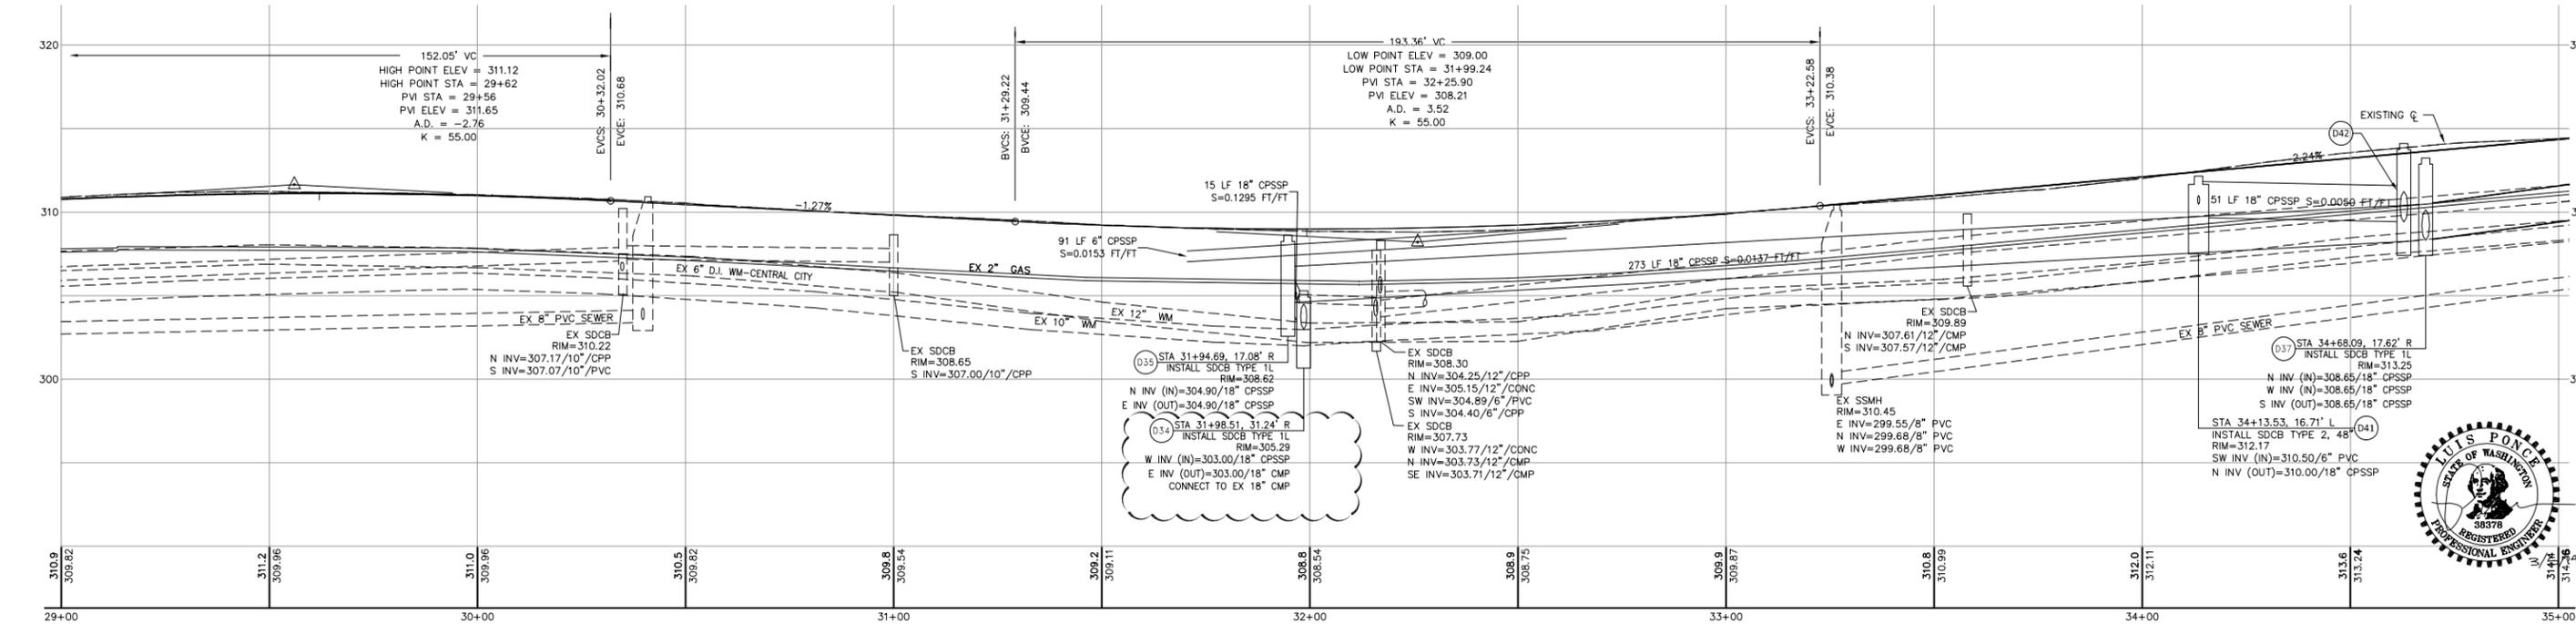 320
310
300
152.05' VC
HIGH POINT ELEV = 311.12
HIGH POINT STA = 29+62
PVI STA = 29+56
PVI ELEV = 311.65
A.D. = -2.76
K = 55.00
EVCS: 30+32.02
EVCE: 310.68
BVCS: 31+29.22
BVCE: 309.44
193.36' VC
LOW POINT ELEV = 309.00
LOW POINT STA = 31+99.24
PVI STA = 32+25.90
PVI ELEV = 308.21
A.D. = 3.52
K = 55.00
EVCS: 33+22.58
EVCE: 310.38
EXISTING ℄
D42
2.24%
-1.27%
15 LF 18" CPSSP
S=0.1295 FT/FT
91 LF 6" CPSSP
S=0.0153 FT/FT
51 LF 18" CPSSP S=0.0050 FT/FT
273 LF 18" CPSSP S=0.0137 FT/FT
EX 6" D.I. WM-CENTRAL CITY
EX 2" GAS
EX 12" WM
EX 10" WM
EX 8" PVC SEWER
EX 8" PVC SEWER
EX SDCB
RIM=310.22
N INV=307.17/10"/CPP
S INV=307.07/10"/PVC
EX SDCB
RIM=308.65
S INV=307.00/10"/CPP
D35
STA 31+94.69, 17.08' R
INSTALL SDCB TYPE 1L
RIM=308.62
N INV (IN)=304.90/18" CPSSP
E INV (OUT)=304.90/18" CPSSP
D34
STA 31+98.51, 31.24' R
INSTALL SDCB TYPE 1L
RIM=305.29
W INV (IN)=303.00/18" CPSSP
E INV (OUT)=303.00/18" CMP
CONNECT TO EX 18" CMP
EX SDCB
RIM=308.30
N INV=304.25/12"/CPP
E INV=305.15/12"/CONC
SW INV=304.89/6"/PVC
S INV=304.40/6"/CPP
EX SDCB
RIM=307.73
W INV=303.77/12"/CONC
N INV=303.73/12"/CMP
SE INV=303.71/12"/CMP
EX SDCB
RIM=309.89
N INV=307.61/12"/CMP
S INV=307.57/12"/CMP
EX SSMH
RIM=310.45
E INV=299.55/8" PVC
N INV=299.68/8" PVC
W INV=299.68/8" PVC
D37
STA 34+68.09, 17.62' R
INSTALL SDCB TYPE 1L
RIM=313.25
N INV (IN)=308.65/18" CPSSP
W INV (IN)=308.65/18" CPSSP
S INV (OUT)=308.65/18" CPSSP
STA 34+13.53, 16.71' L
D41
INSTALL SDCB TYPE 2, 48"
RIM=312.17
SW INV (IN)=310.50/6" PVC
N INV (OUT)=310.00/18" CPSSP
LUIS PONCE
STATE OF WASHINGTON
38378
REGISTERED
PROFESSIONAL ENGINEER
310.9
309.82
311.2
309.96
311.0
309.96
310.5
309.82
309.8
309.54
309.2
309.11
308.8
308.54
308.9
308.75
309.9
309.87
310.8
310.99
312.0
312.11
313.6
313.24
29+00
30+00
31+00
32+00
33+00
34+00
35+00